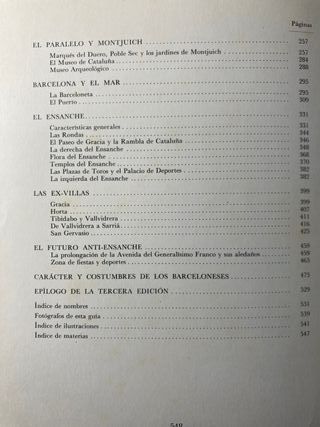 Páginas
EL PARALELO Y MONTJUICH 257
Marqués del Duero, Poble Sec y los jardines de Montjuich 257
El Museo de Cataluña 284
Museo Arqueológico 288
BARCELONA Y EL MAR 295
La Barceloneta 295
El Puerto 309
EL ENSANCHE 331
Características generales 331
Las Rondas 344
El Paseo de Gracia y la Rambla de Cataluña 346
La derecha del Ensanche 368
Flora del Ensanche 380
Templos del Ensanche 370
Las Plazas de Toros y el Palacio de Deportes 382
La izquierda del Ensanche 382
LAS EX-VILLAS 399
Gracia 399
Horta 407
Tibidabo y Vallvidrera 411
De Vallvidrera a Sarriá 416
San Gervasio 425
EL FUTURO ANTI-ENSANCHE 459
La prolongación de la Avenida del Generalísimo Franco y sus aledaños 459
Zona de fiestas y deportes 463
CARÁCTER Y COSTUMBRES DE LOS BARCELONESES 475
EPÍLOGO DE LA TERCERA EDICIÓN 529
Índice de nombres 531
Fotógrafos de esta guía 539
Índice de ilustraciones 541
Índice de materias 547
548